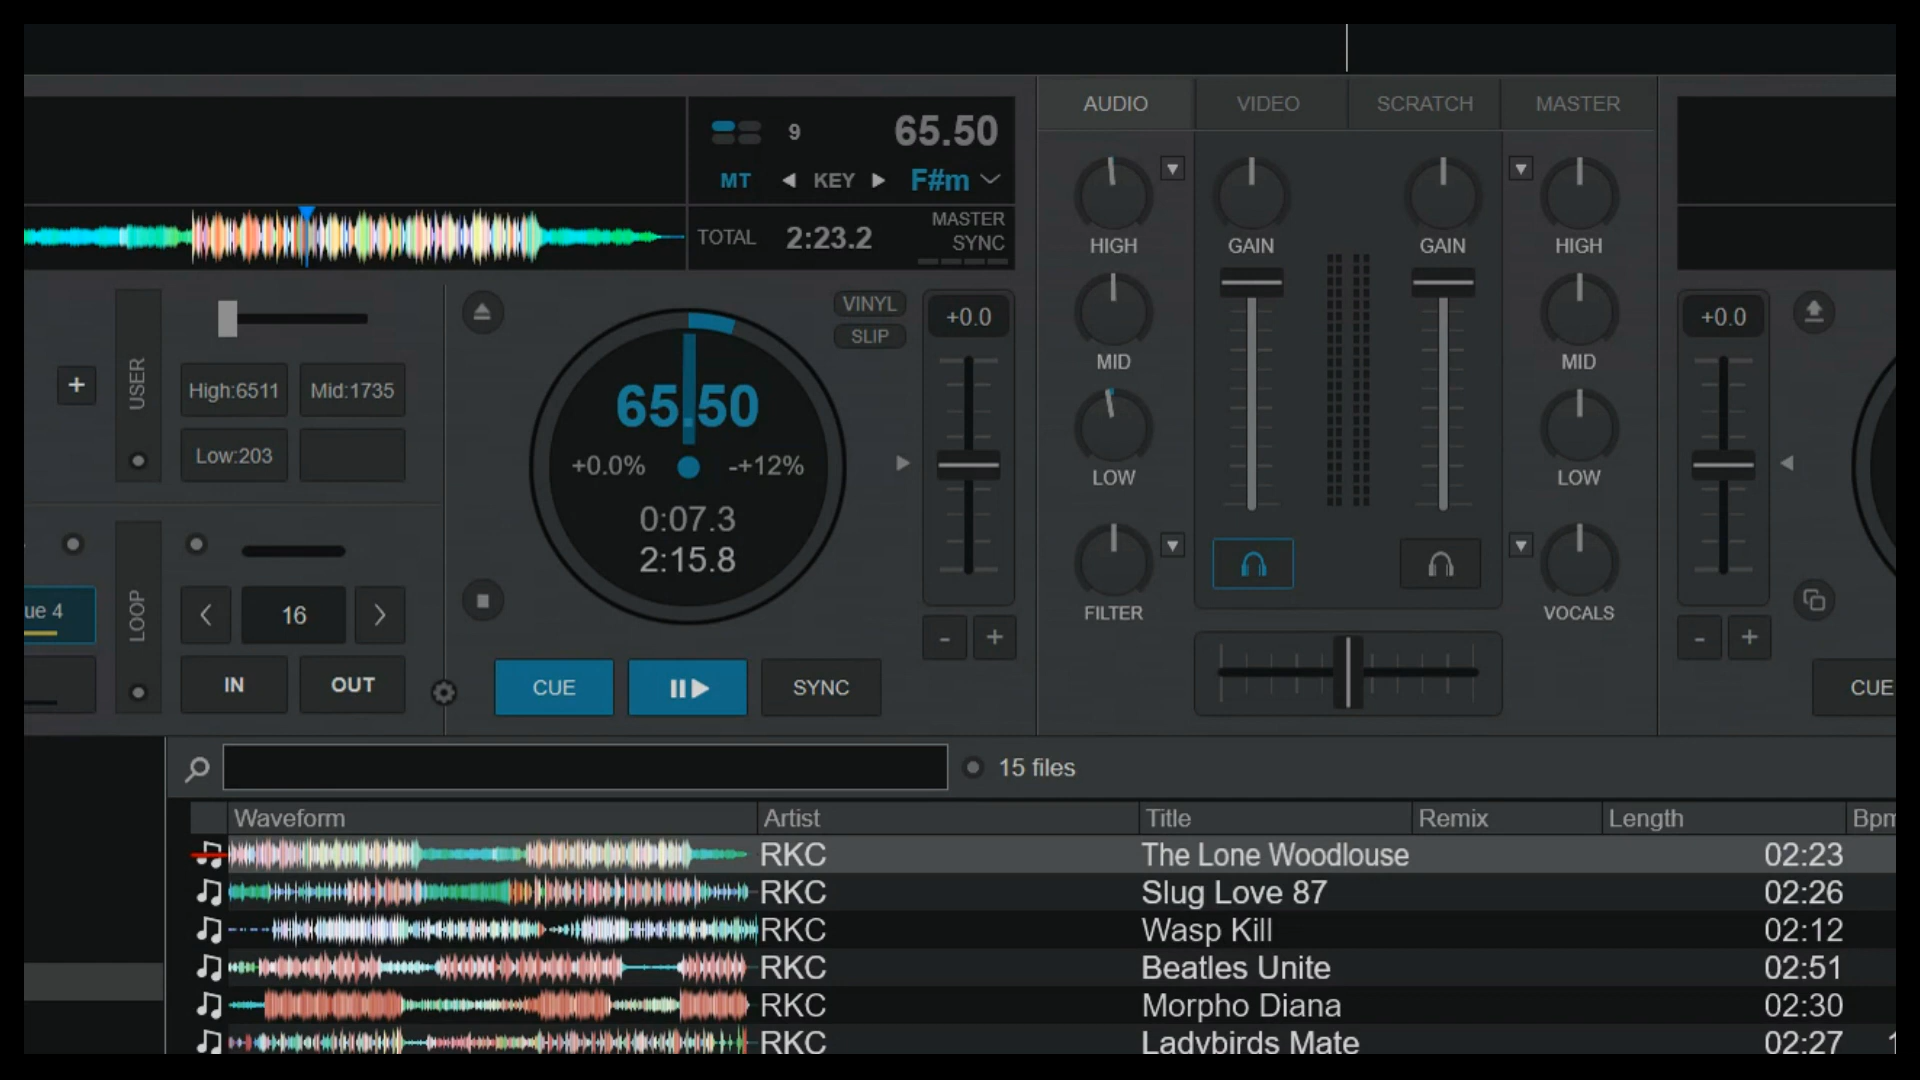 AUDIO VIDEO SCRATCH MASTER
9 65.50
MT KEY F#m
TOTAL 2:23.2 MASTER SYNC
HIGH GAIN GAIN HIGH
USER
High:6511 Mid:1735
Low:203
VINYL
SLIP
+0.0
65.50
+0.0% -+12%
0:07.3
2:15.8
MID MID
+0.0
LOW LOW
FILTER VOCALS
ue 4
LOOP
16
IN OUT
CUE SYNC
- +
- +
CUE
+
15 files
Waveform Artist Title Remix Length Bpm
RKC The Lone Woodlouse 02:23
RKC Slug Love 87 02:26
RKC Wasp Kill 02:12
RKC Beatles Unite 02:51
RKC Morpho Diana 02:30
RKC Ladybirds Mate 02:27